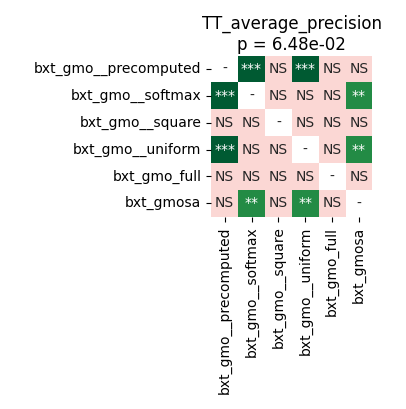 TT_average_precision
p = 6.48e-02
bxt_gmo__precomputed - *** NS *** NS NS
bxt_gmo__softmax *** - NS NS NS **
bxt_gmo__square NS NS - NS NS NS
bxt_gmo__uniform *** NS NS - NS **
bxt_gmo_full NS NS NS NS - NS
bxt_gmosa NS ** NS ** NS -
bxt_gmo__precomputed
bxt_gmo__softmax
bxt_gmo__square
bxt_gmo__uniform
bxt_gmo_full
bxt_gmosa